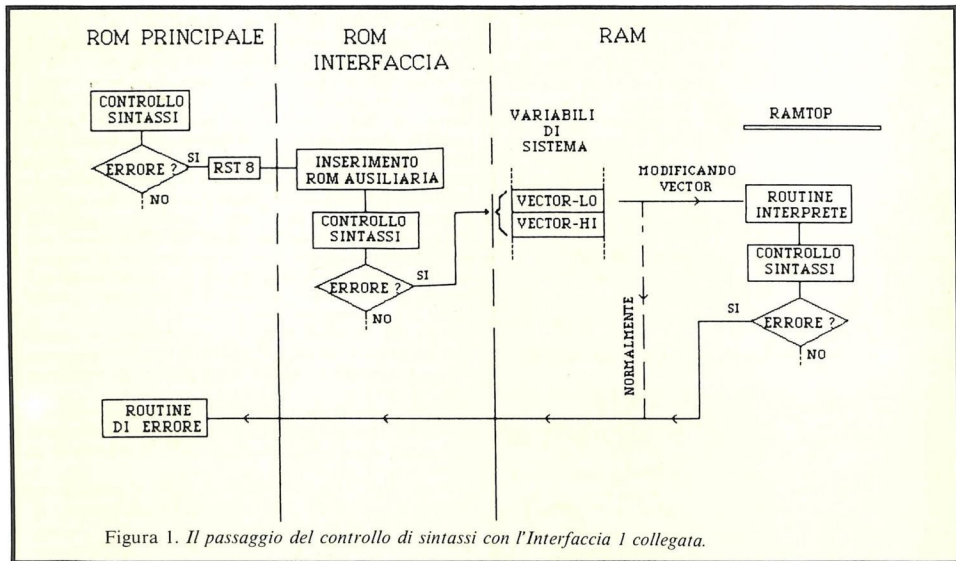 ROM PRINCIPALE
ROM
INTERFACCIA
RAM
CONTROLLO
SINTASSI
ERRORE ?
SI
NO
RST 8
INSERIMENTO
ROM AUSILIARIA
CONTROLLO
SINTASSI
ERRORE ?
SI
NO
VARIABILI
DI
SISTEMA
VECTOR-LO
VECTOR-HI
MODIFICANDO
VECTOR
NORMALMENTE
RAMTOP
ROUTINE
INTERPRETE
CONTROLLO
SINTASSI
ERRORE ?
SI
NO
ROUTINE
DI ERRORE
Figura 1. Il passaggio del controllo di sintassi con l'Interfaccia 1 collegata.